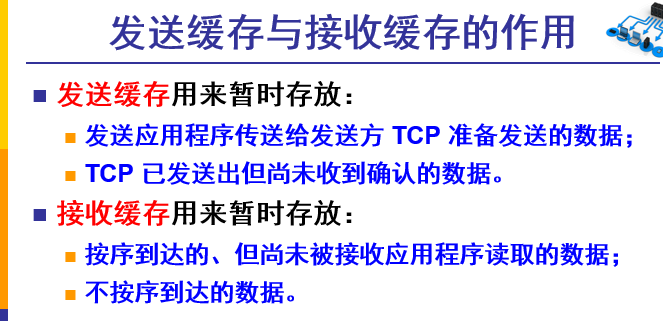 发送缓存与接收缓存的作用
发送缓存用来暂时存放：
发送应用程序传送给发送方 TCP 准备发送的数据；
TCP 已发送出但尚未收到确认的数据。
接收缓存用来暂时存放：
按序到达的、但尚未被接收应用程序读取的数据；
不按序到达的数据。